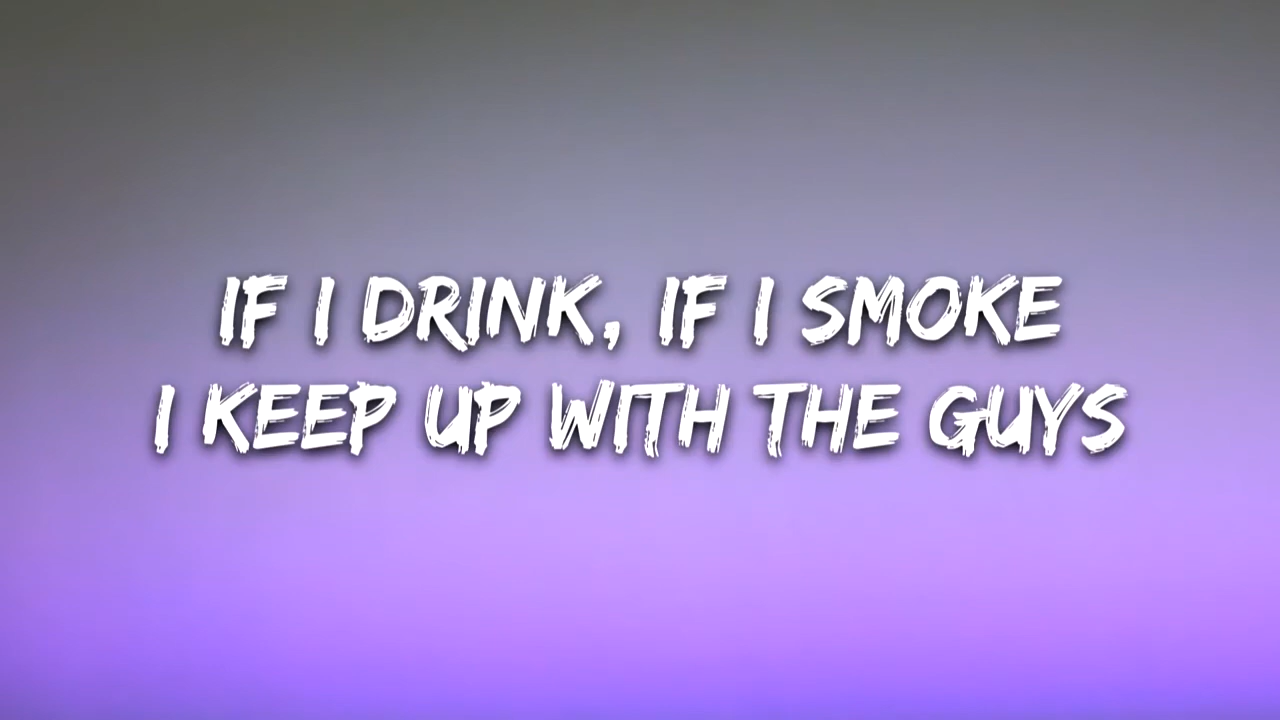 IF I DRINK, IF I SMOKE
I KEEP UP WITH THE GUYS